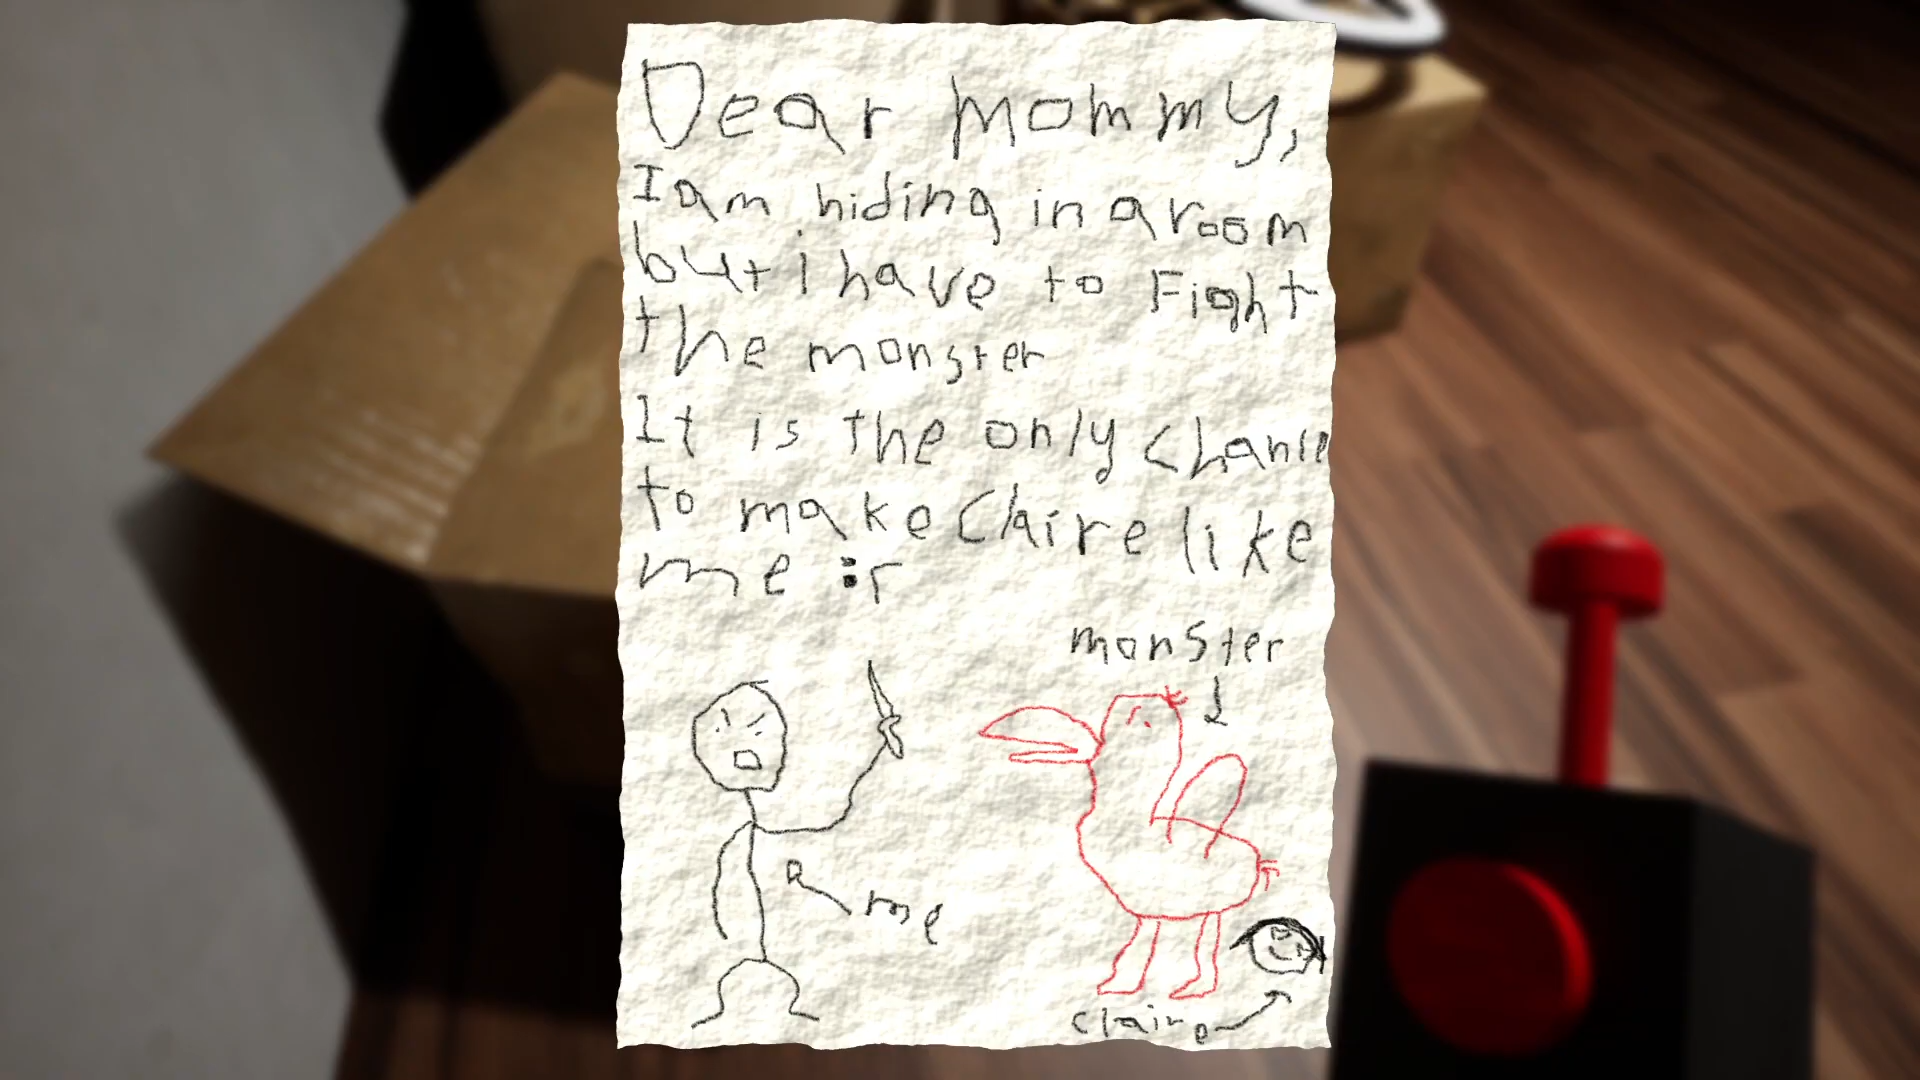 Dear Mommy,
I am hiding in a room
but i have to Fight
the monster
It is the only chance
to make Claire like
me :r
monster
me
claire